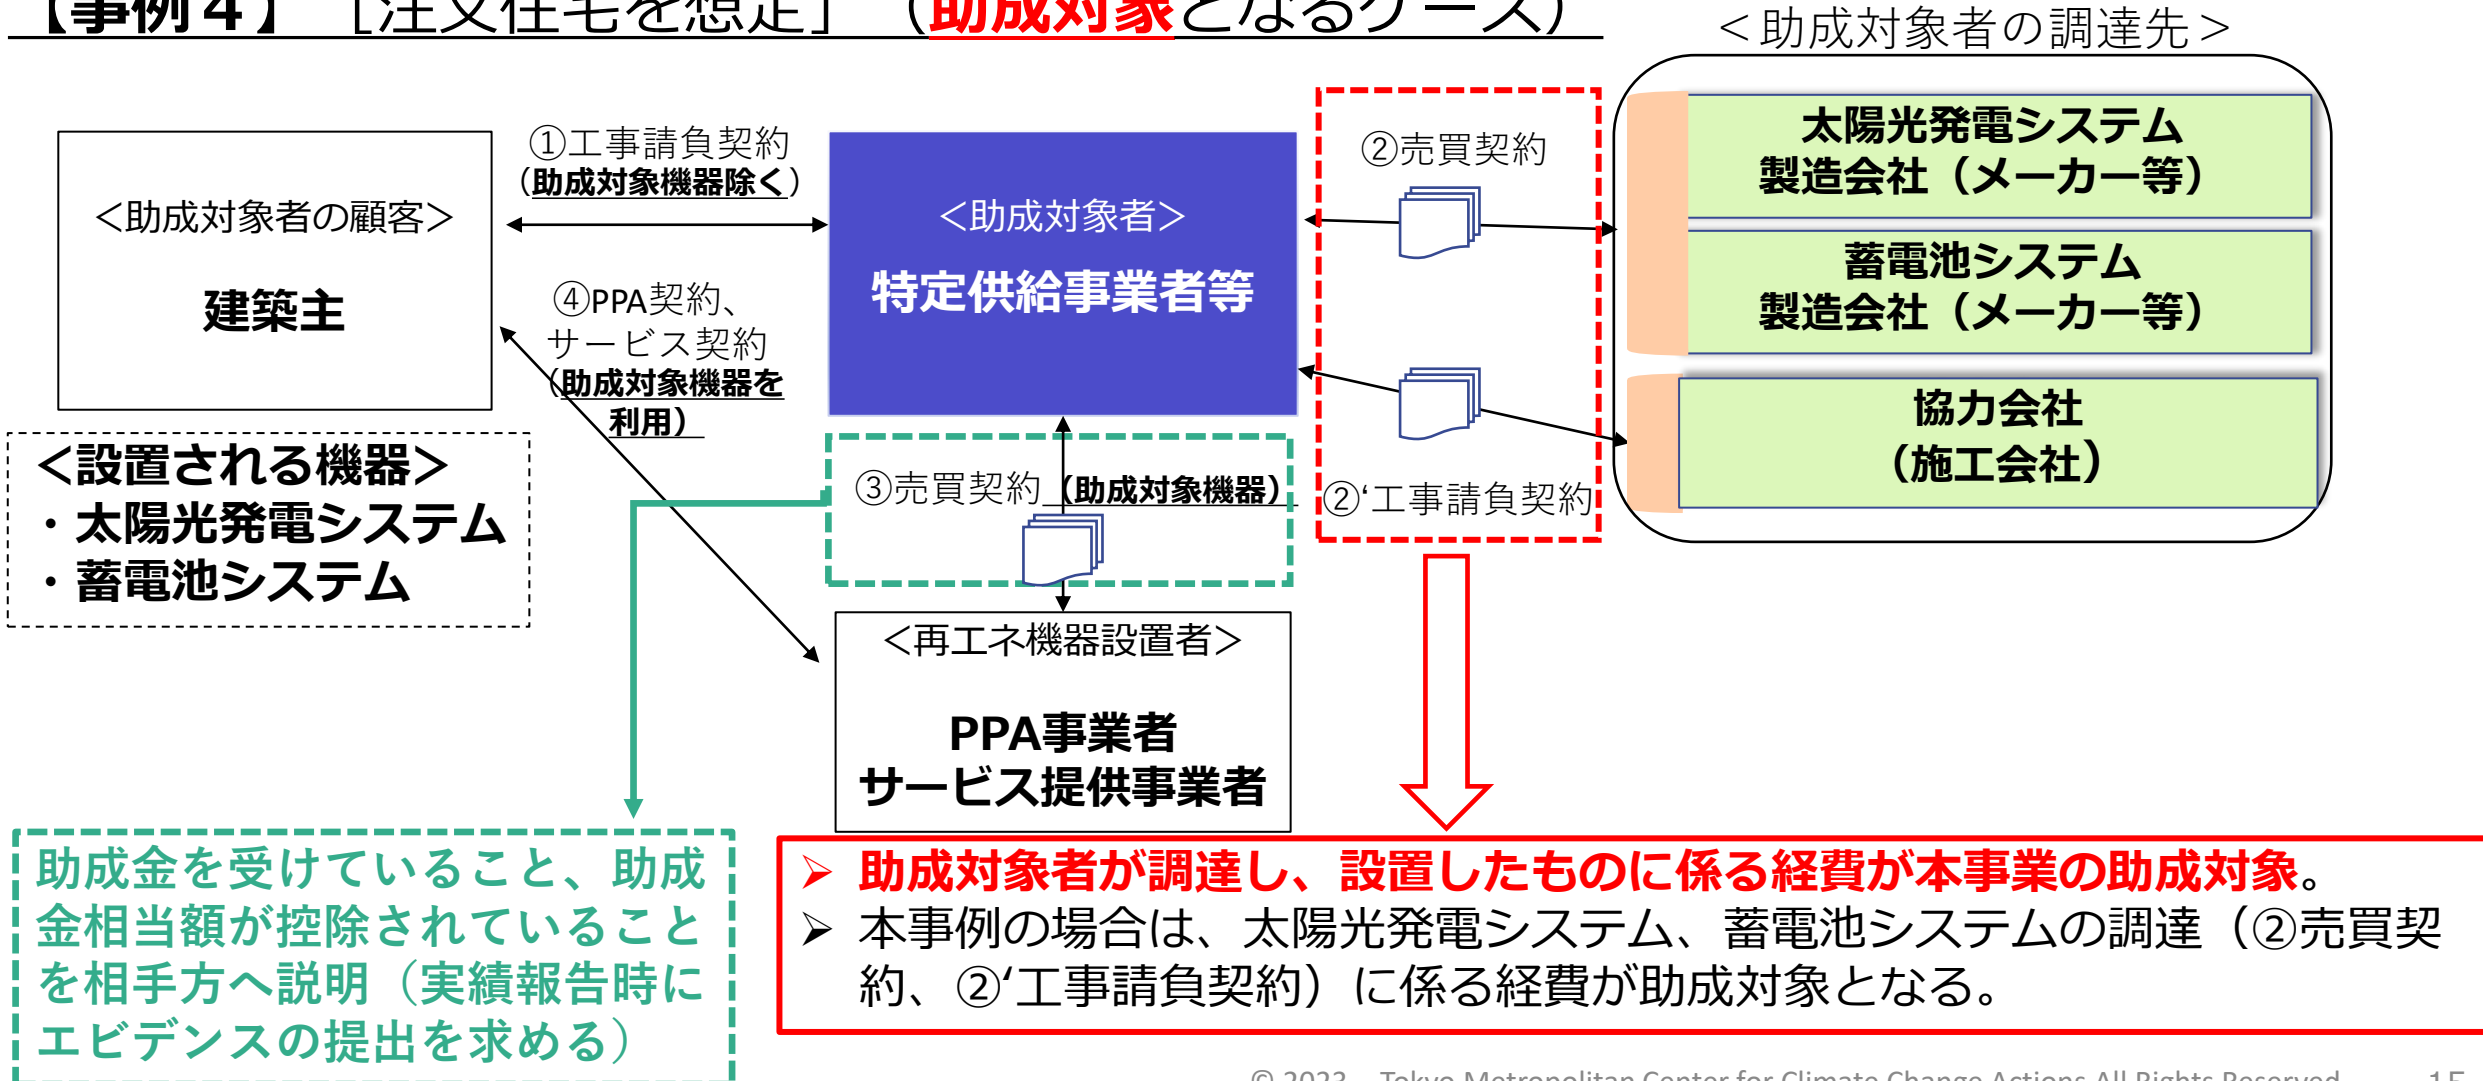 【事例４】［注文住宅を想定］（助成対象となるケース）
＜助成対象者の調達先＞
＜助成対象者の顧客＞
建築主
①工事請負契約
（助成対象機器除く）
④PPA契約、
サービス契約
（助成対象機器を
利用）
＜助成対象者＞
特定供給事業者等
②売買契約
②‘工事請負契約
太陽光発電システム
製造会社（メーカー等）
蓄電池システム
製造会社（メーカー等）
協力会社
（施工会社）
＜設置される機器＞
・太陽光発電システム
・蓄電池システム
③売買契約（助成対象機器）
＜再エネ機器設置者＞
PPA事業者
サービス提供事業者
助成金を受けていること、助成
金相当額が控除されていること
を相手方へ説明（実績報告時に
エビデンスの提出を求める）
➢ 助成対象者が調達し、設置したものに係る経費が本事業の助成対象。
➢ 本事例の場合は、太陽光発電システム、蓄電池システムの調達（②売買契
約、②‘工事請負契約）に係る経費が助成対象となる。
© 2023 Tokyo Metropolitan Center for Climate Change Actions All Rights Reserved
15